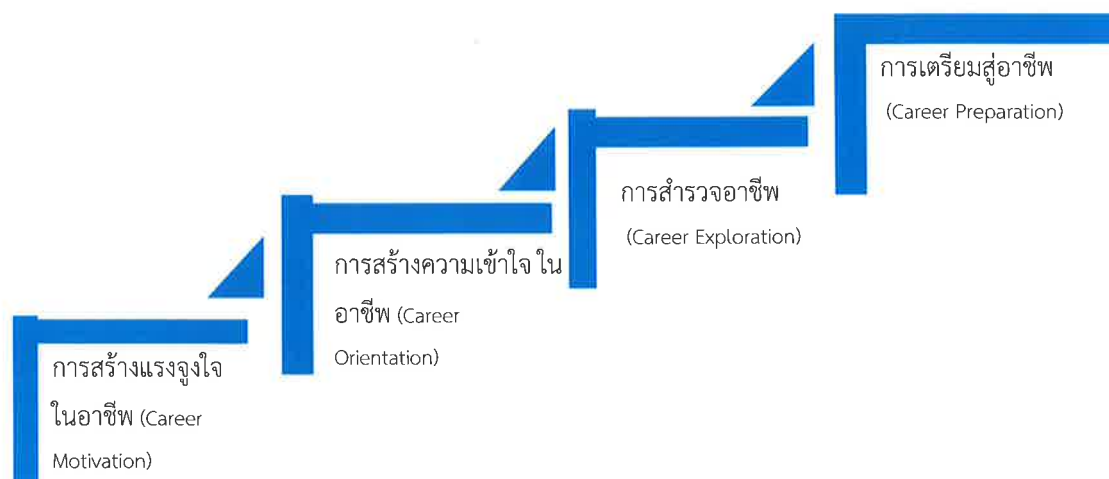 การสร้างแรงจูงใจ
ในอาชีพ (Career
Motivation)
การสร้างความเข้าใจ ใน
อาชีพ (Career
Orientation)
การสำรวจอาชีพ
(Career Exploration)
การเตรียมสู่อาชีพ
(Career Preparation)